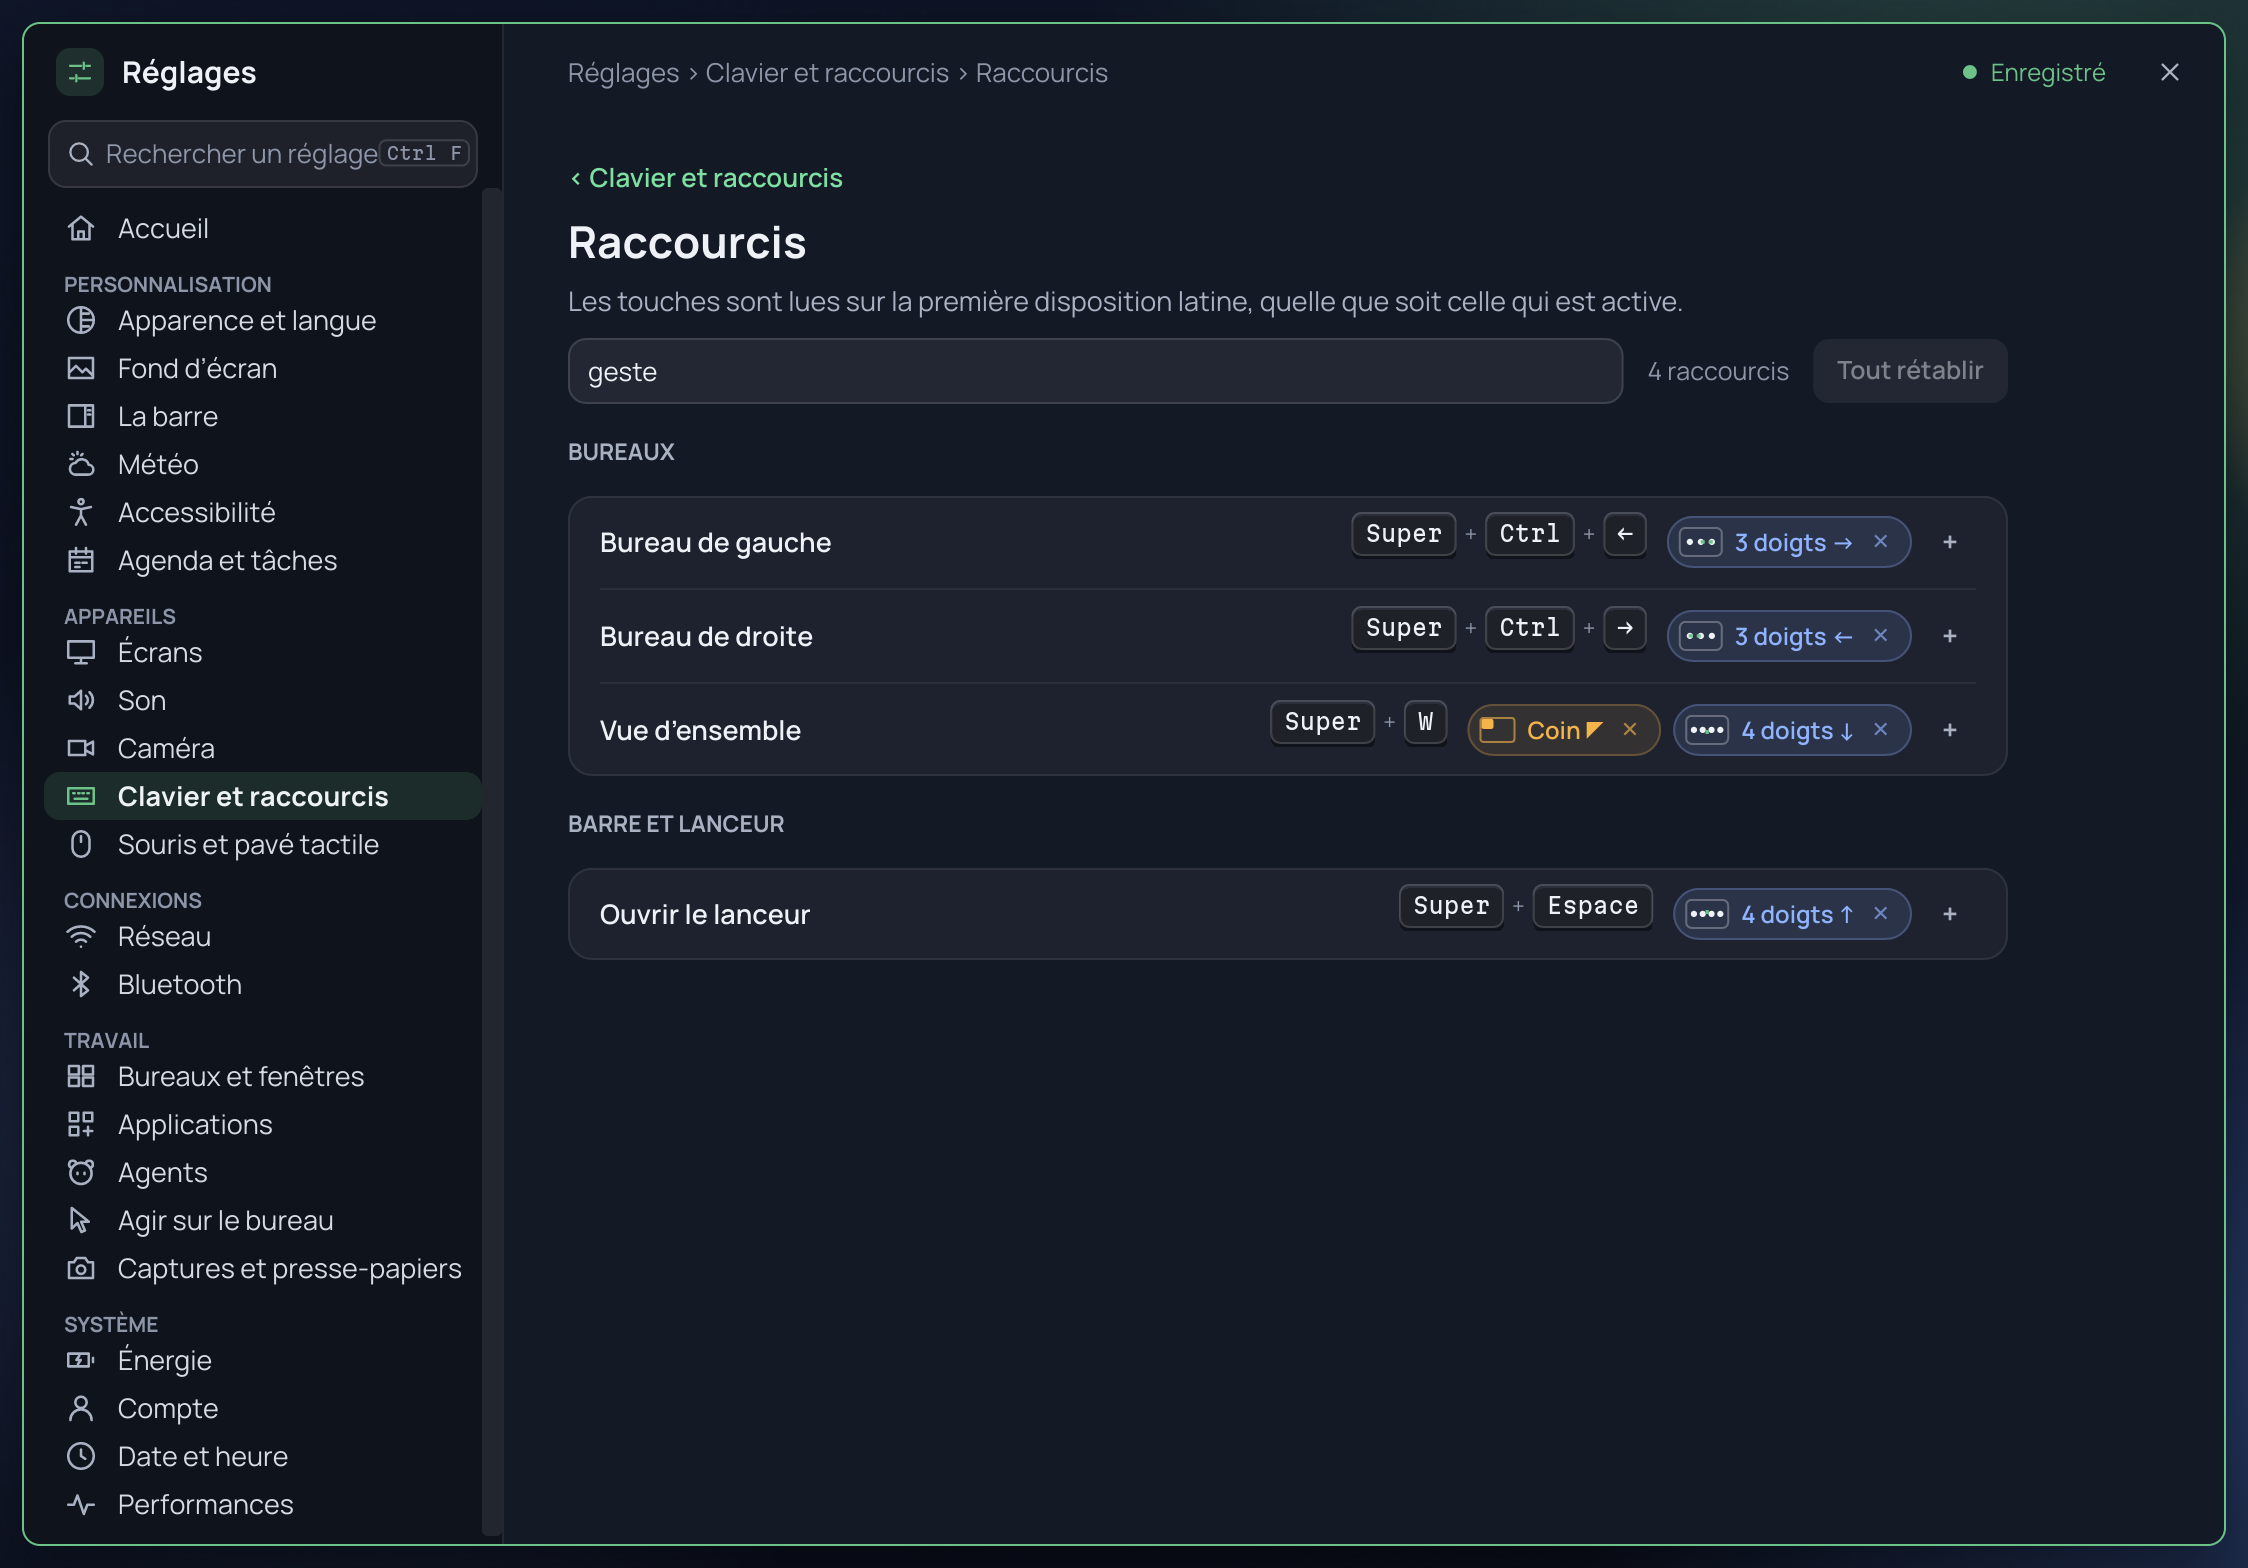 Réglages
Rechercher un réglage Ctrl F
Accueil
PERSONNALISATION
Apparence et langue
Fond d’écran
La barre
Météo
Accessibilité
Agenda et tâches
APPAREILS
Écrans
Son
Caméra
Clavier et raccourcis
Souris et pavé tactile
CONNEXIONS
Réseau
Bluetooth
TRAVAIL
Bureaux et fenêtres
Applications
Agents
Agir sur le bureau
Captures et presse-papiers
SYSTÈME
Énergie
Compte
Date et heure
Performances
Réglages › Clavier et raccourcis › Raccourcis
Enregistré ×
‹ Clavier et raccourcis
Raccourcis
Les touches sont lues sur la première disposition latine, quelle que soit celle qui est active.
geste 4 raccourcis Tout rétablir
BUREAUX
Bureau de gauche Super + Ctrl + ← 3 doigts → × +
Bureau de droite Super + Ctrl + → 3 doigts ← × +
Vue d’ensemble Super + W Coin ◤ × 4 doigts ↓ × +
BARRE ET LANCEUR
Ouvrir le lanceur Super + Espace 4 doigts ↑ × +